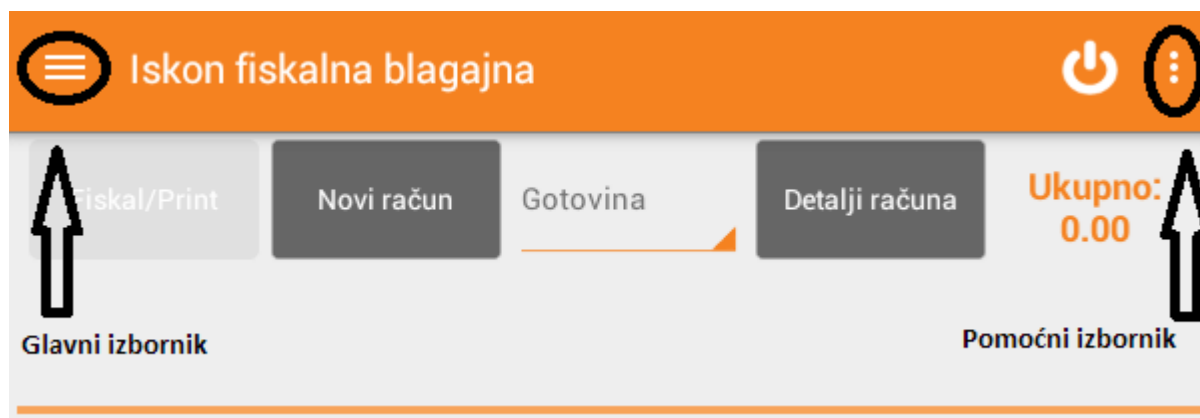 Iskon fiskalna blagajna
Fiskal/Print
Novi račun
Gotovina
Detalji računa
Ukupno:
0.00
Glavni izbornik
Pomoćni izbornik